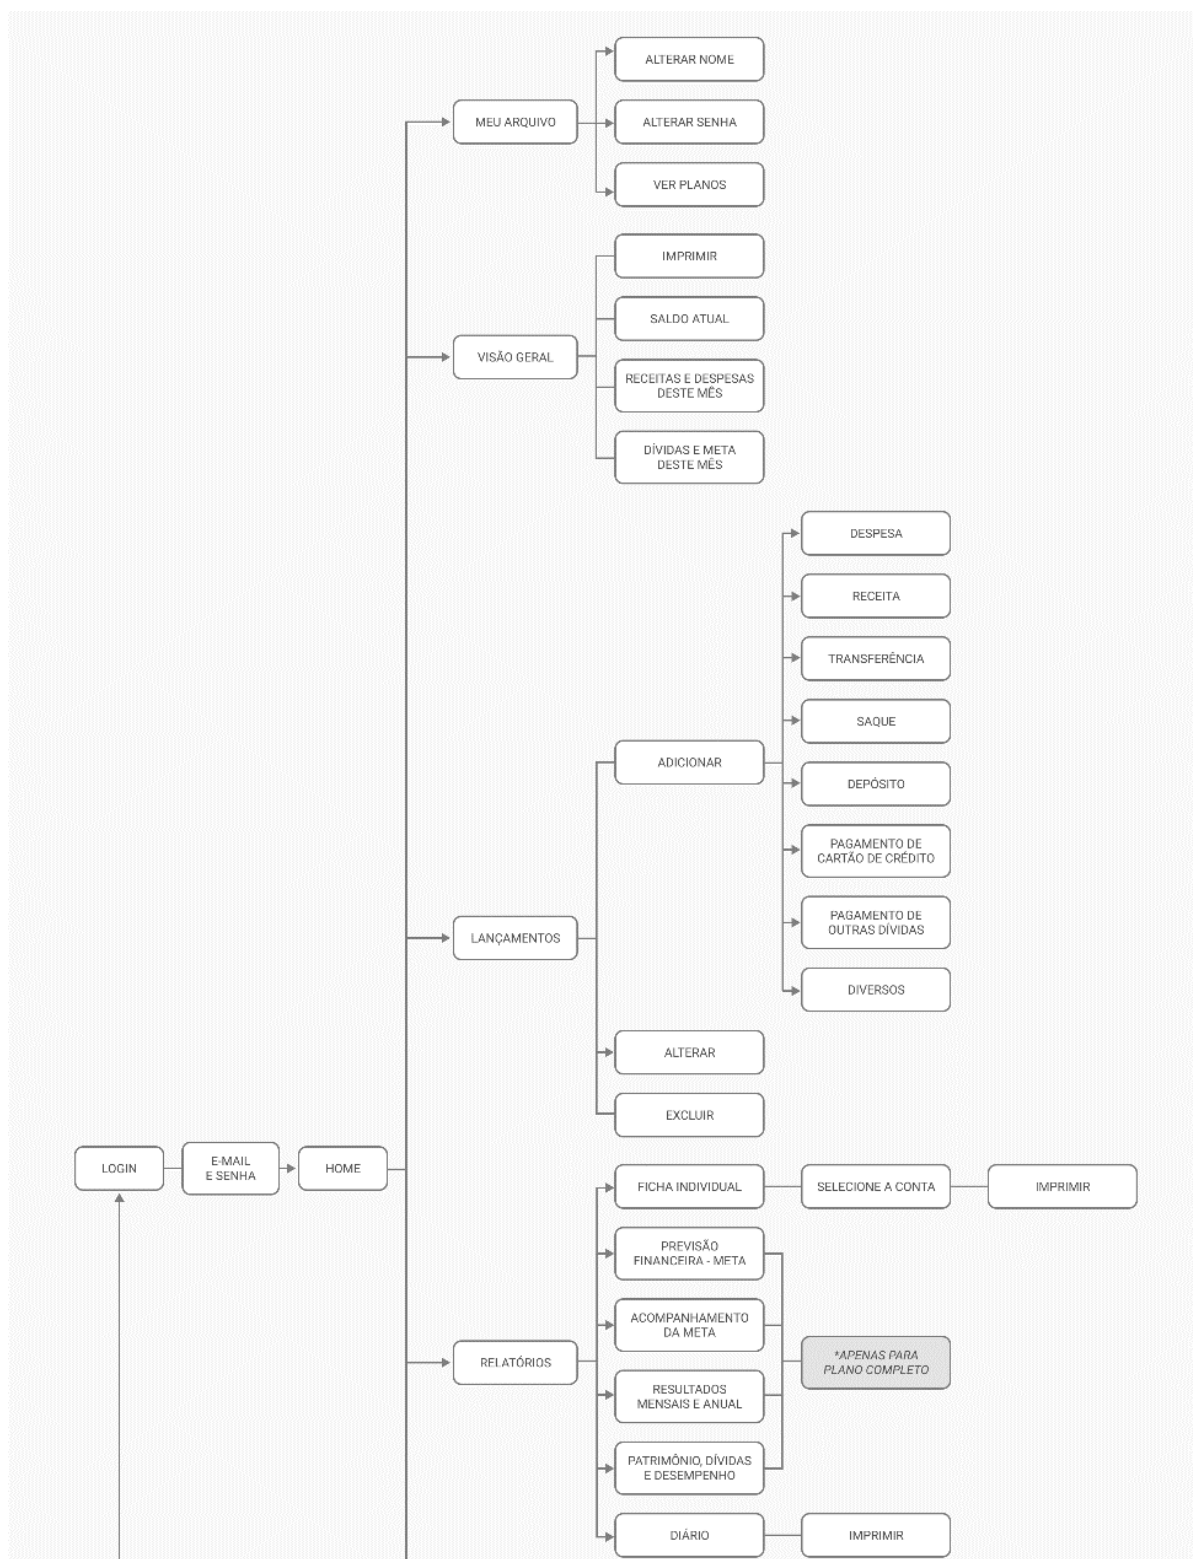 ALTERAR NOME
MEU ARQUIVO
ALTERAR SENHA
VER PLANOS
IMPRIMIR
SALDO ATUAL
VISÃO GERAL
RECEITAS E DESPESAS
DESTE MÊS
DÍVIDAS E META
DESTE MÊS
DESPESA
RECEITA
TRANSFERÊNCIA
SAQUE
ADICIONAR
DEPÓSITO
PAGAMENTO DE
CARTÃO DE CRÉDITO
PAGAMENTO DE
OUTRAS DÍVIDAS
LANÇAMENTOS
DIVERSOS
ALTERAR
EXCLUIR
LOGIN
E-MAIL
E SENHA
HOME
FICHA INDIVIDUAL
SELECIONE A CONTA
IMPRIMIR
PREVISÃO
FINANCEIRA - META
ACOMPANHAMENTO
DA META
RELATÓRIOS
*APENAS PARA
PLANO COMPLETO
RESULTADOS
MENSAIS E ANUAL
PATRIMÔNIO, DÍVIDAS
E DESEMPENHO
DIÁRIO
IMPRIMIR